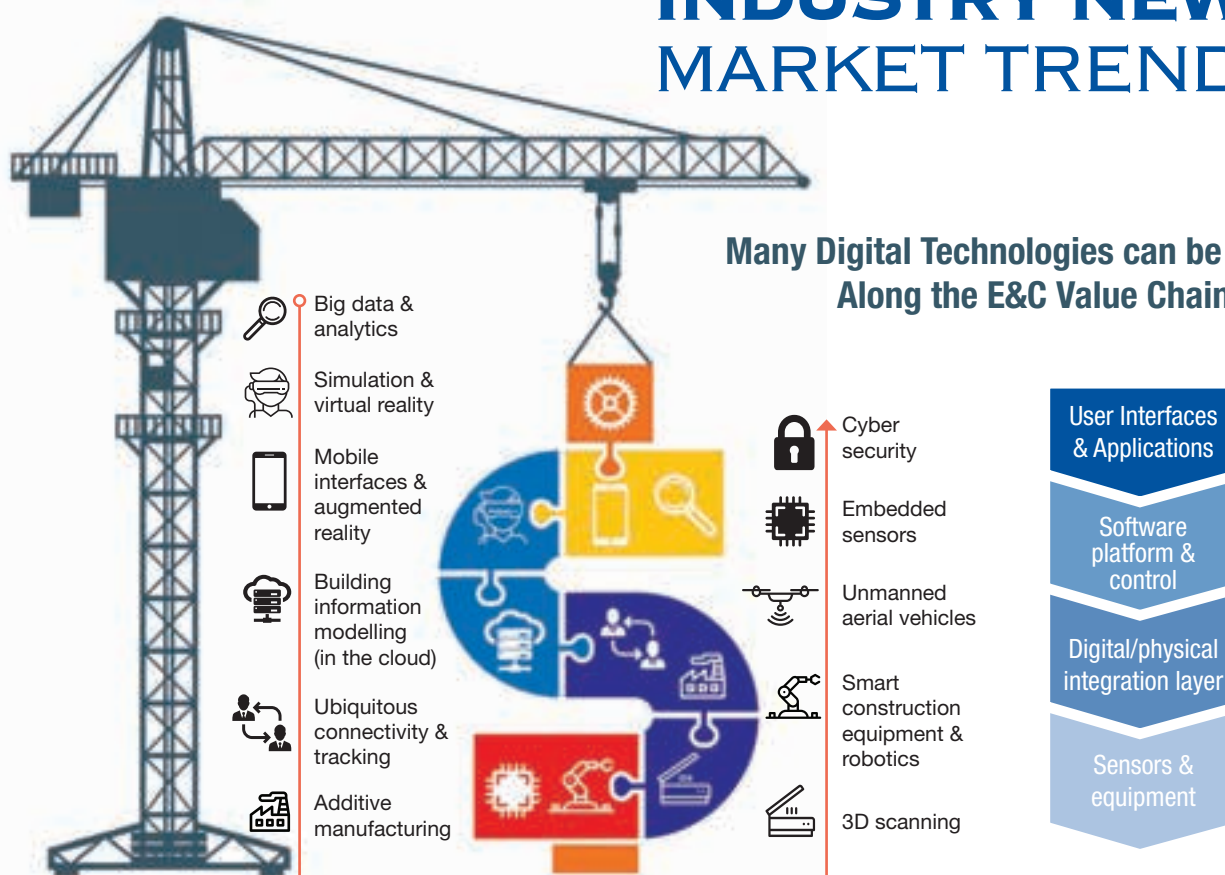 INDUSTRY NEW
MARKET TREND
Many Digital Technologies can be
Along the E&C Value Chain
Big data &
analytics
Simulation &
virtual reality
Mobile
interfaces &
augmented
reality
Building
information
modelling
(in the cloud)
Ubiquitous
connectivity &
tracking
Additive
manufacturing
Cyber
security
Embedded
sensors
Unmanned
aerial vehicles
Smart
construction
equipment &
robotics
3D scanning
User Interfaces
& Applications
Software
platform &
control
Digital/physical
integration layer
Sensors &
equipment